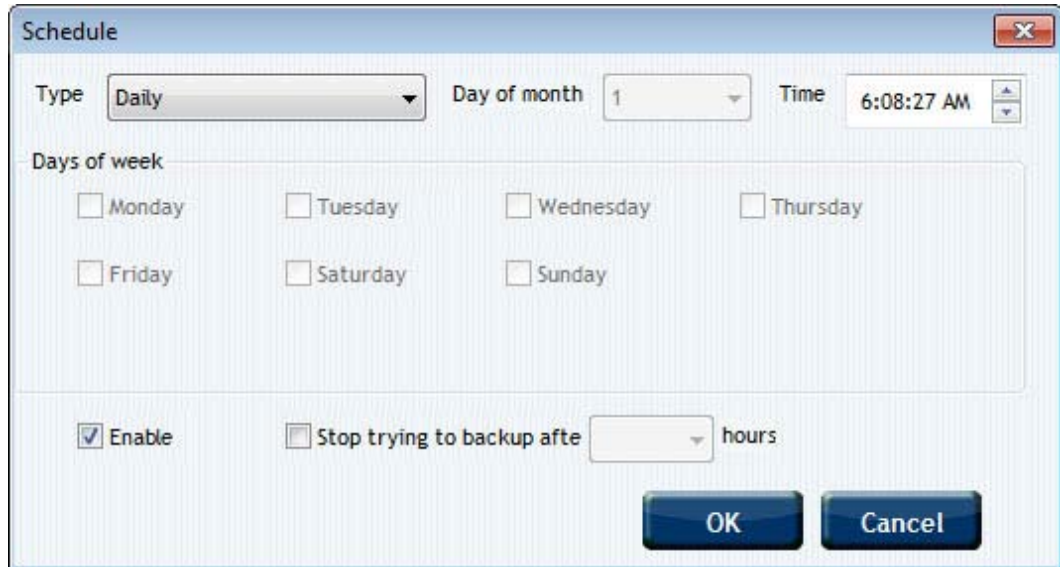 Schedule
Type Daily Day of month 1 Time 6:08:27 AM
Days of week
Monday Tuesday Wednesday Thursday
Friday Saturday Sunday
Enable Stop trying to backup afte hours
OK Cancel